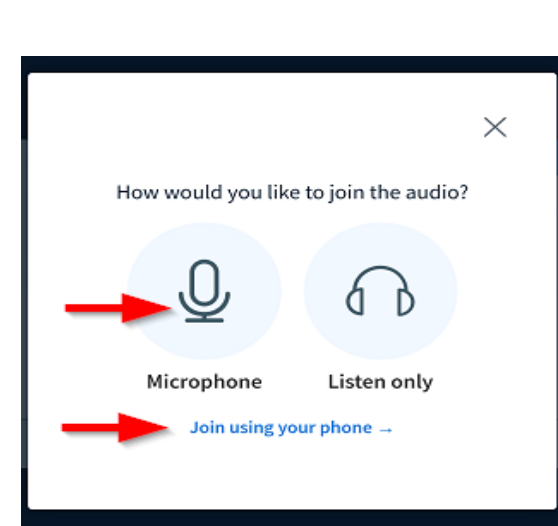 How would you like to join the audio?
Microphone
Listen only
Join using your phone →